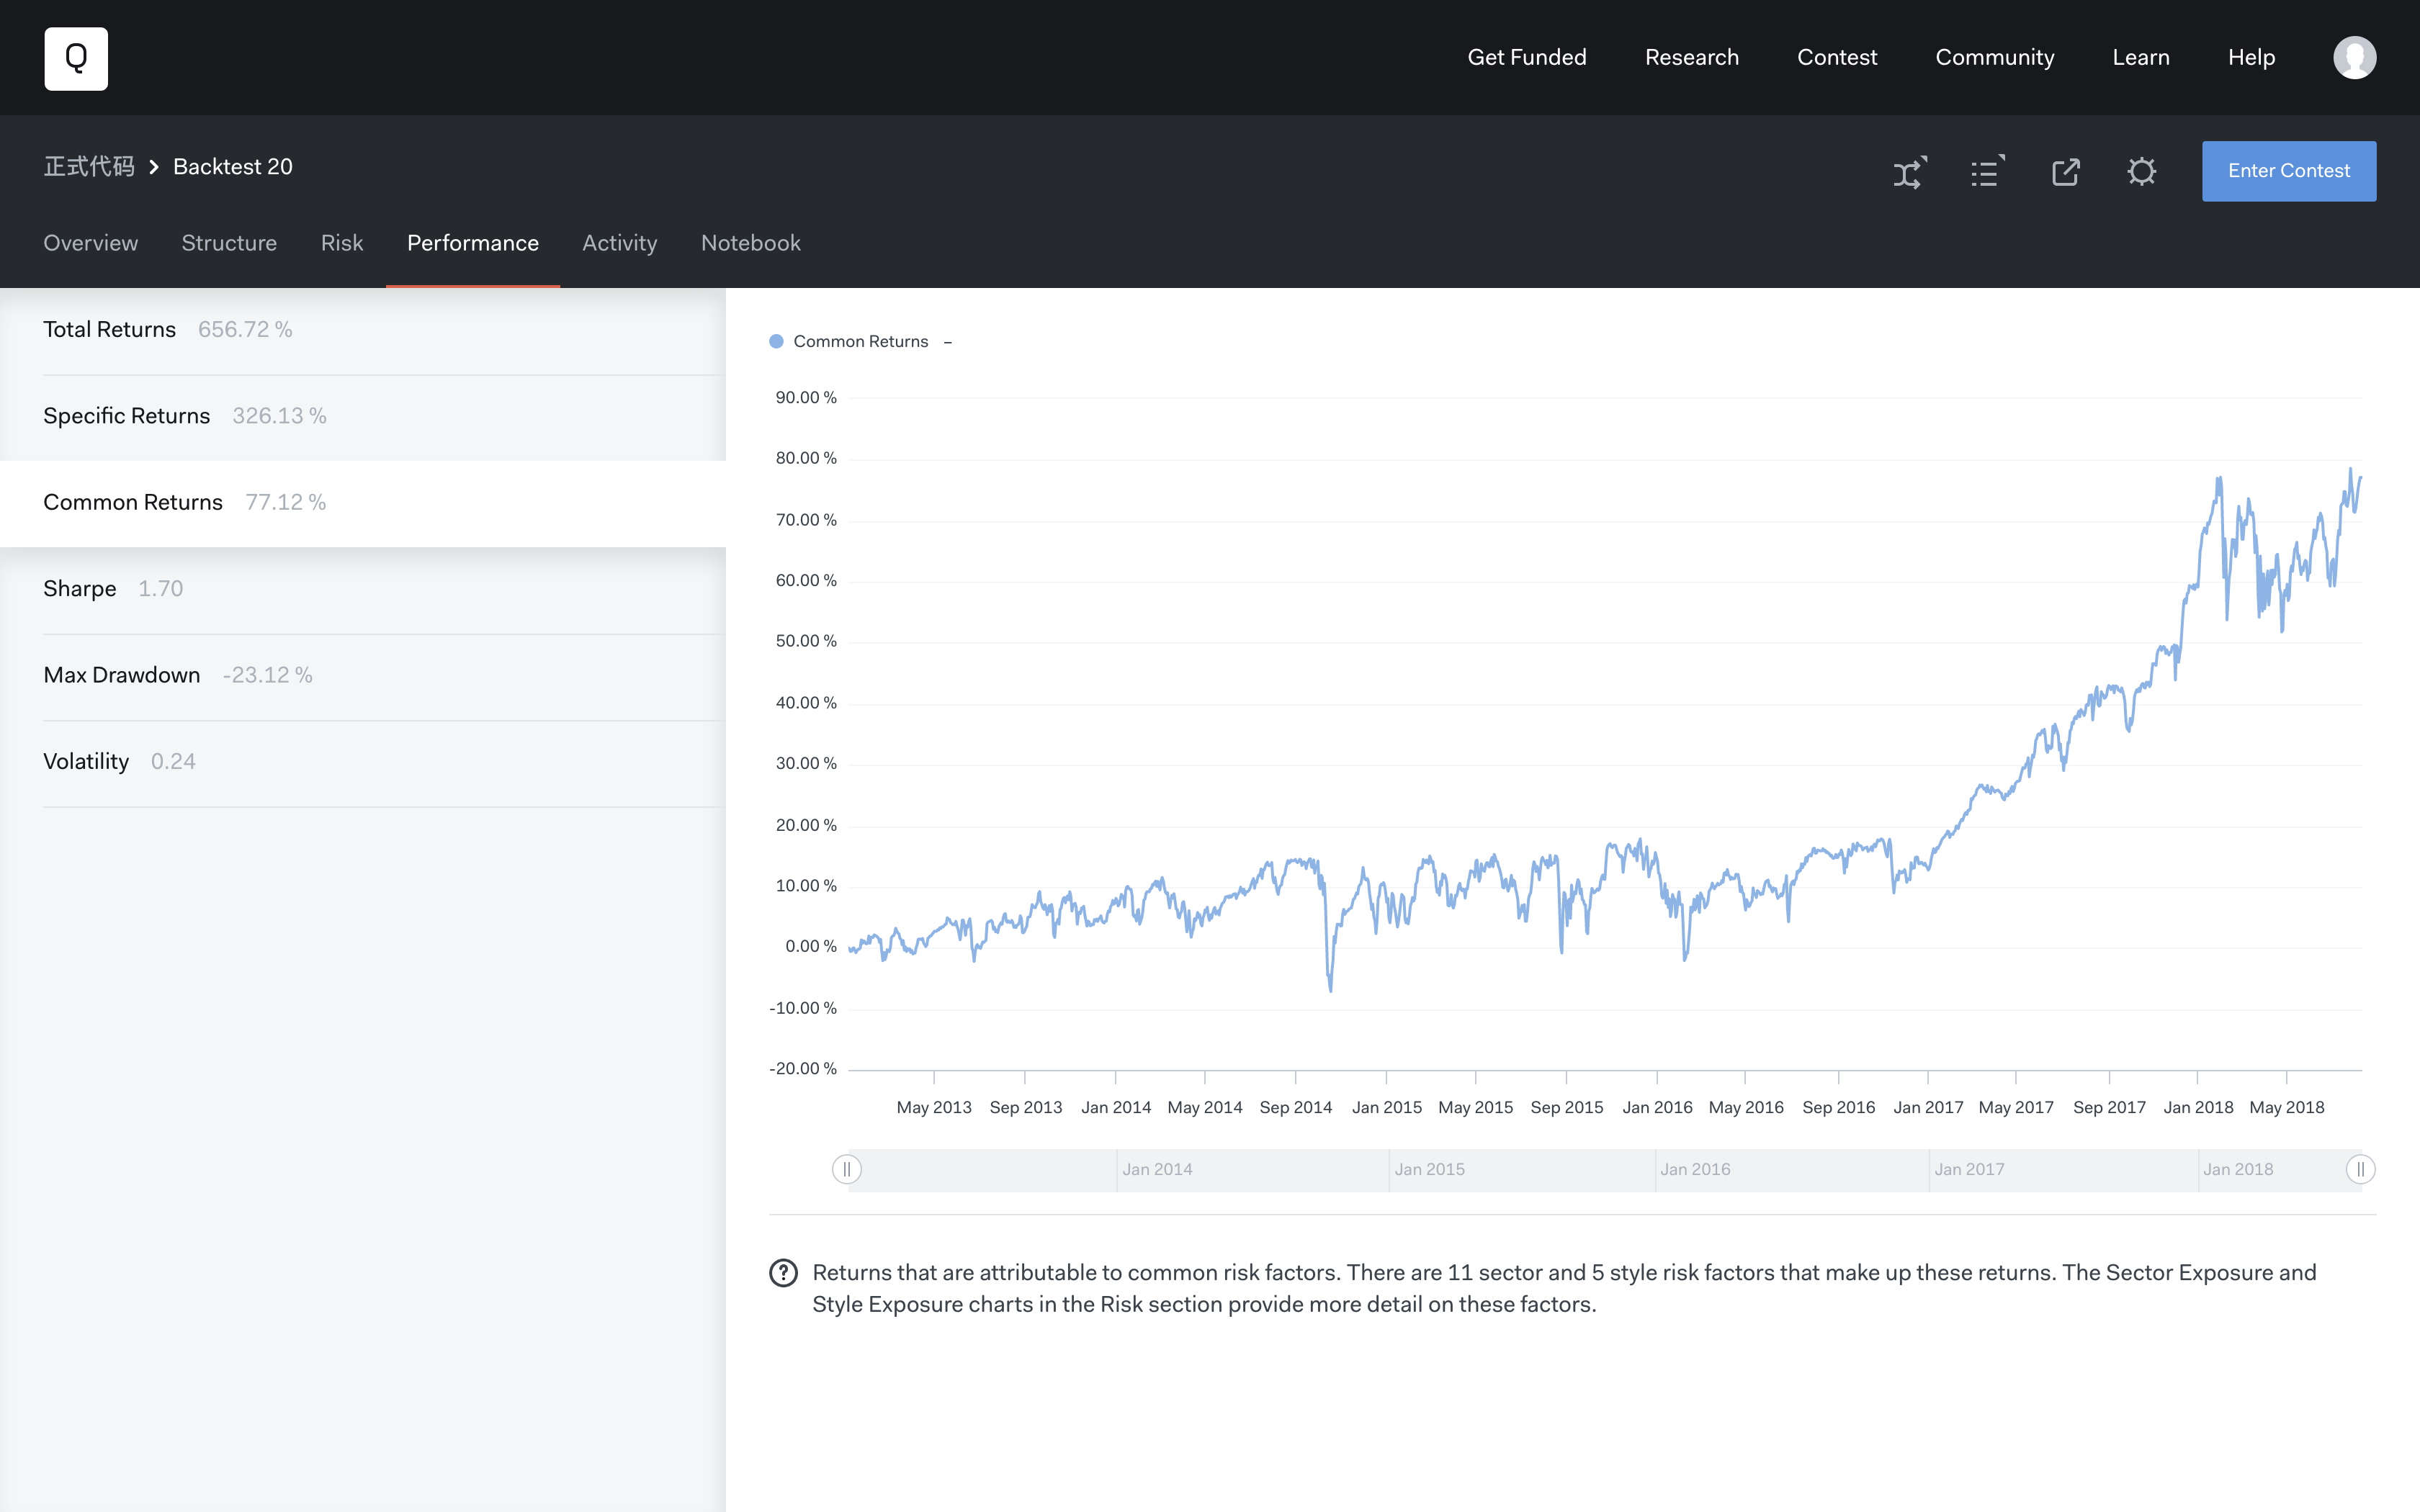 Q
Get Funded Research Contest Community Learn Help
正式代码 Backtest 20
Enter Contest
Overview Structure Risk Performance Activity Notebook
Total Returns 656.72 %
Specific Returns 326.13 %
Common Returns 77.12 %
Sharpe 1.70
Max Drawdown -23.12 %
Volatility 0.24
Common Returns –
90.00 %
80.00 %
70.00 %
60.00 %
50.00 %
40.00 %
30.00 %
20.00 %
10.00 %
0.00 %
-10.00 %
-20.00 %
May 2013 Sep 2013 Jan 2014 May 2014 Sep 2014 Jan 2015 May 2015 Sep 2015 Jan 2016 May 2016 Sep 2016 Jan 2017 May 2017 Sep 2017 Jan 2018 May 2018
Jan 2014 Jan 2015 Jan 2016 Jan 2017 Jan 2018
Returns that are attributable to common risk factors. There are 11 sector and 5 style risk factors that make up these returns. The Sector Exposure and
Style Exposure charts in the Risk section provide more detail on these factors.